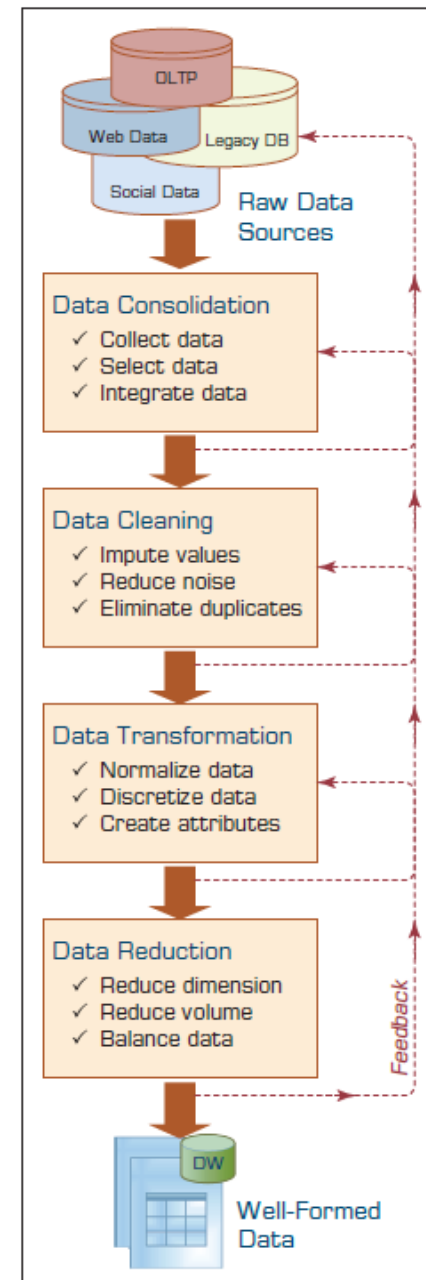 OLTP
Web Data
Legacy DB
Social Data
Raw Data
Sources
Data Consolidation
✓ Collect data
✓ Select data
✓ Integrate data
Data Cleaning
✓ Impute values
✓ Reduce noise
✓ Eliminate duplicates
Data Transformation
✓ Normalize data
✓ Discretize data
✓ Create attributes
Data Reduction
✓ Reduce dimension
✓ Reduce volume
✓ Balance data
Feedback
DW
Well-Formed
Data